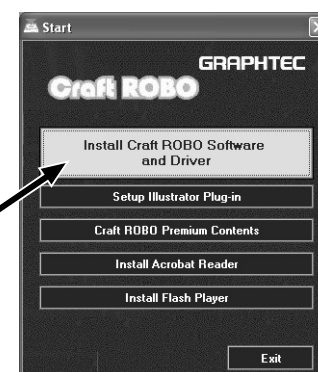 Start
GRAPHTEC
Craft ROBO
Install Craft ROBO Software
and Driver
Setup Illustrator Plug-in
Craft ROBO Premium Contents
Install Acrobat Reader
Install Flash Player
Exit